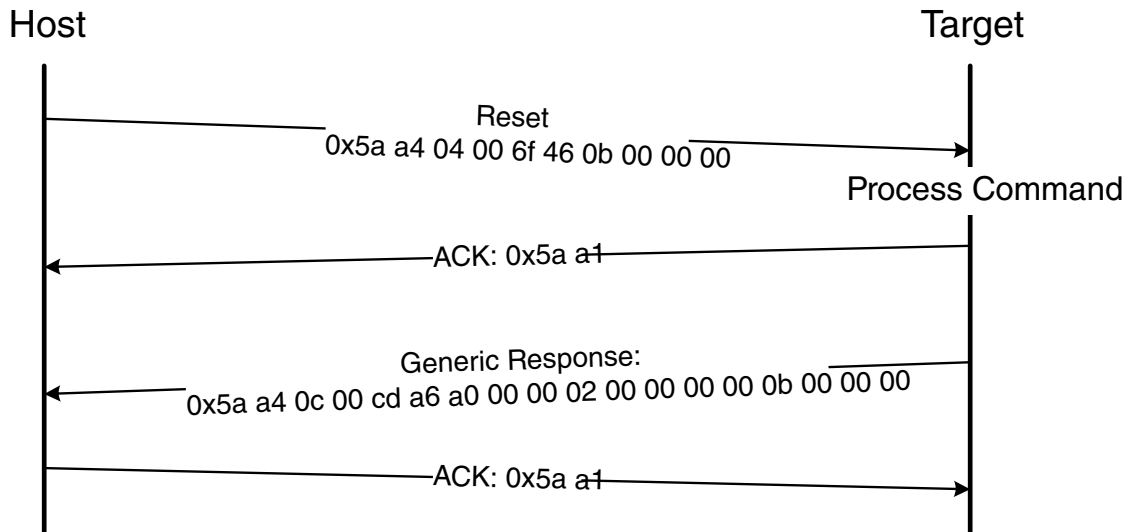 Host
Target
Reset
0x5a a4 04 00 6f 46 0b 00 00 00
Process Command
ACK: 0x5a a1
Generic Response:
0x5a a4 0c 00 cd a6 a0 00 00 02 00 00 00 00 0b 00 00 00
ACK: 0x5a a1